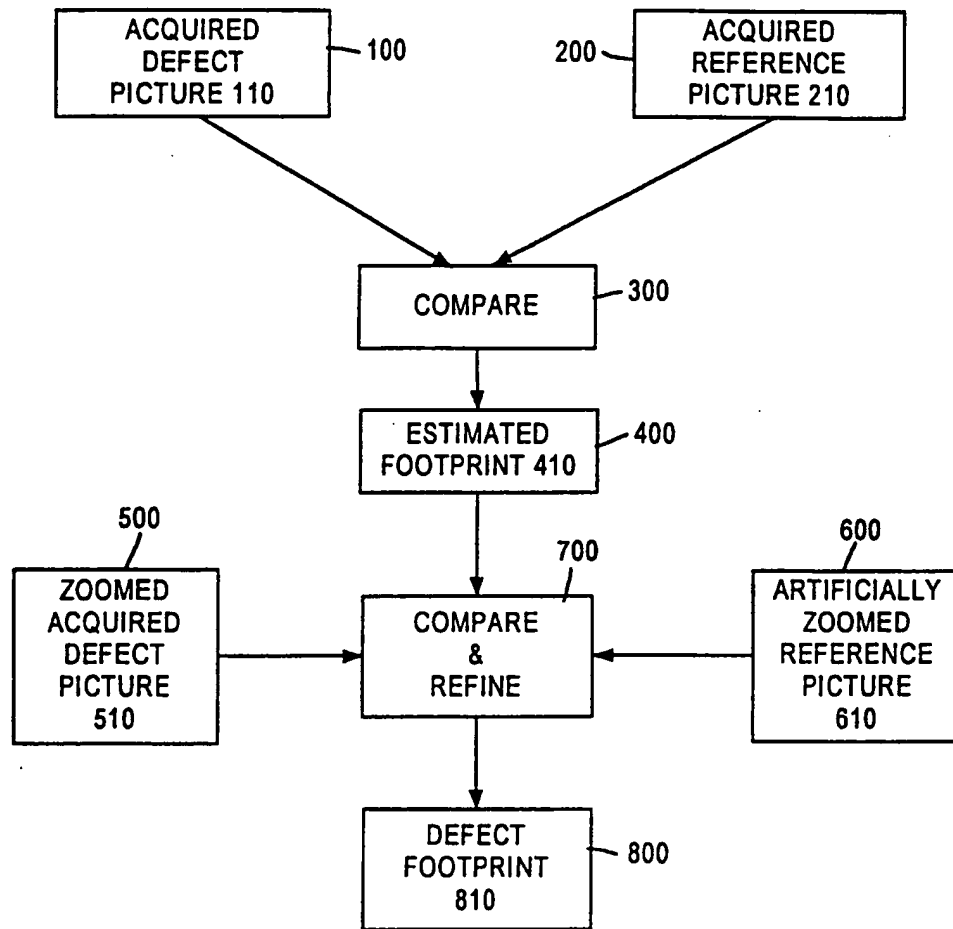 ACQUIRED
DEFECT
PICTURE 110
100
200
ACQUIRED
REFERENCE
PICTURE 210
COMPARE
300
ESTIMATED
FOOTPRINT 410
400
500
ZOOMED
ACQUIRED
DEFECT
PICTURE
510
700
COMPARE
&
REFINE
600
ARTIFICIALLY
ZOOMED
REFERENCE
PICTURE
610
DEFECT
FOOTPRINT
810
800